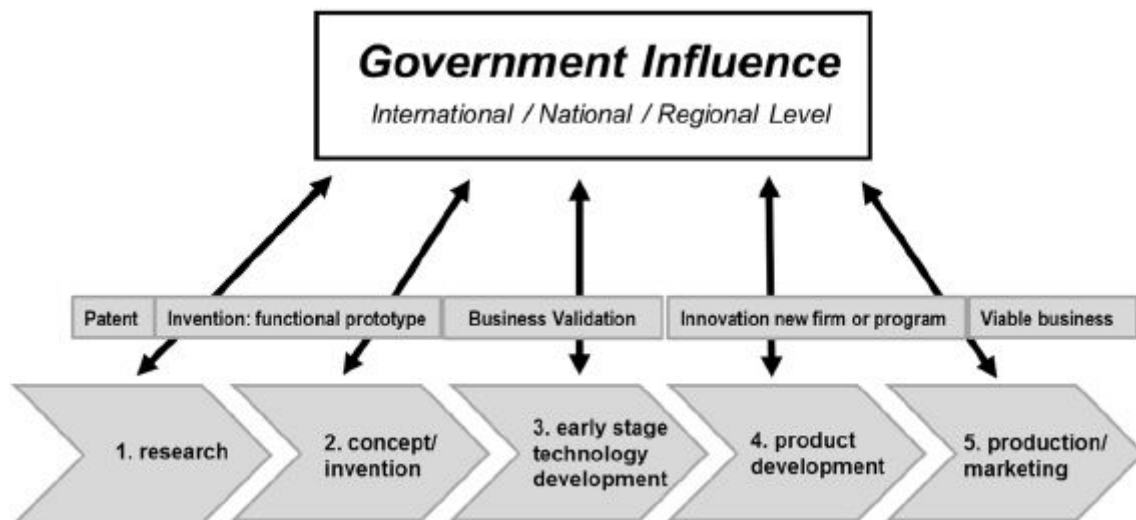 Government Influence
International / National / Regional Level
Patent
Invention: functional prototype
Business Validation
Innovation new firm or program
Viable business
1. research
2. concept/
invention
3. early stage
technology
development
4. product
development
5. production/
marketing